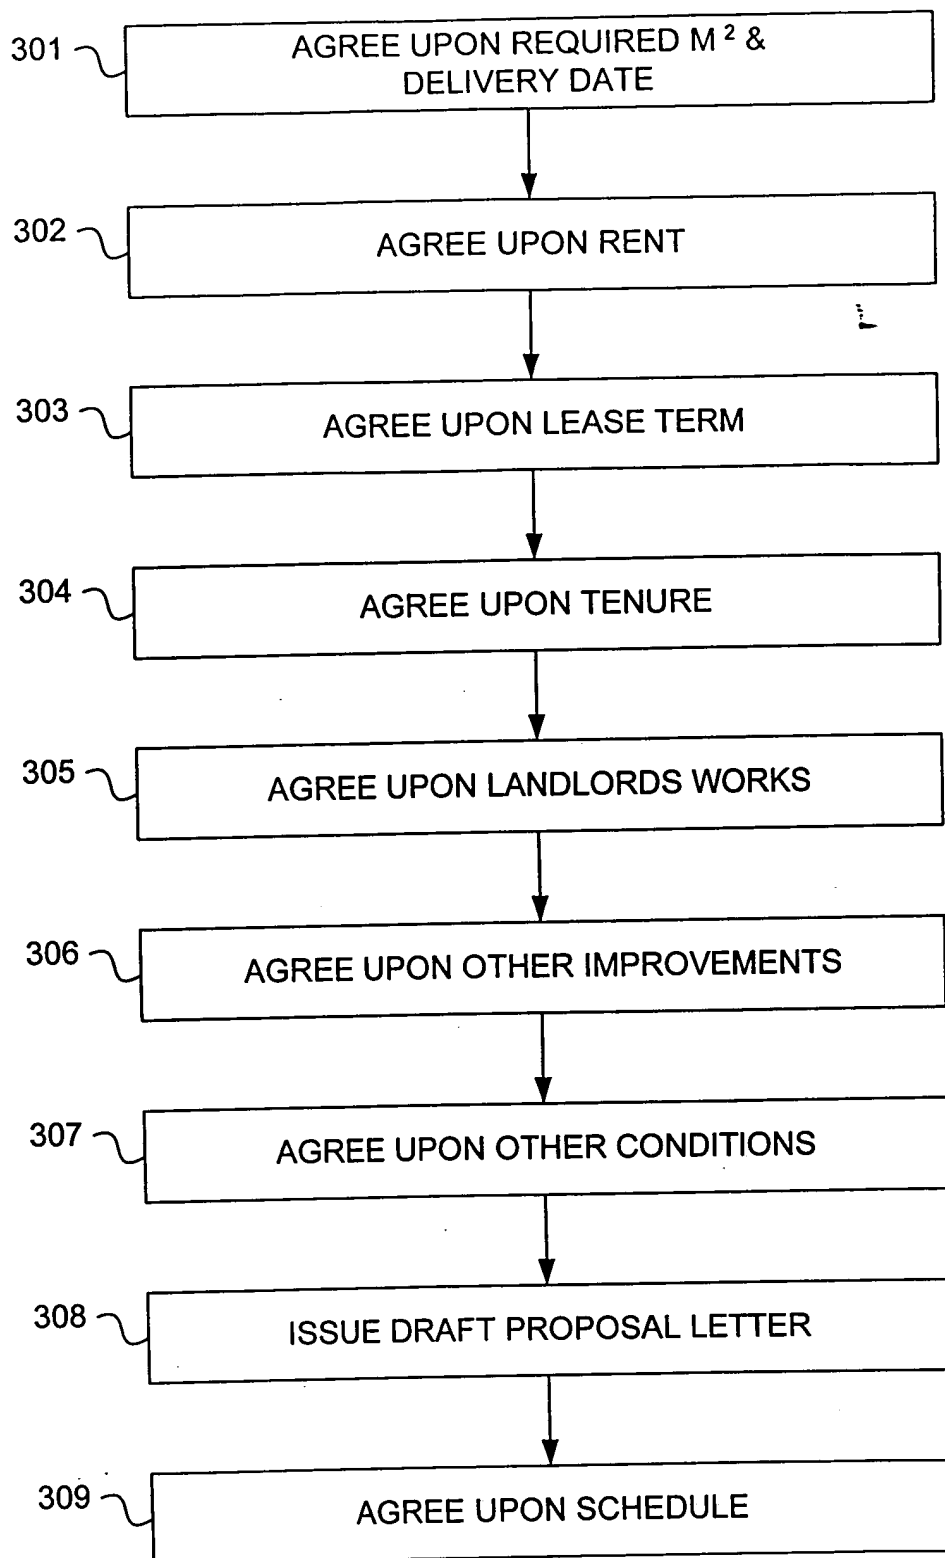 301
AGREE UPON REQUIRED M² &
DELIVERY DATE
302
AGREE UPON RENT
303
AGREE UPON LEASE TERM
304
AGREE UPON TENURE
305
AGREE UPON LANDLORDS WORKS
306
AGREE UPON OTHER IMPROVEMENTS
307
AGREE UPON OTHER CONDITIONS
308
ISSUE DRAFT PROPOSAL LETTER
309
AGREE UPON SCHEDULE